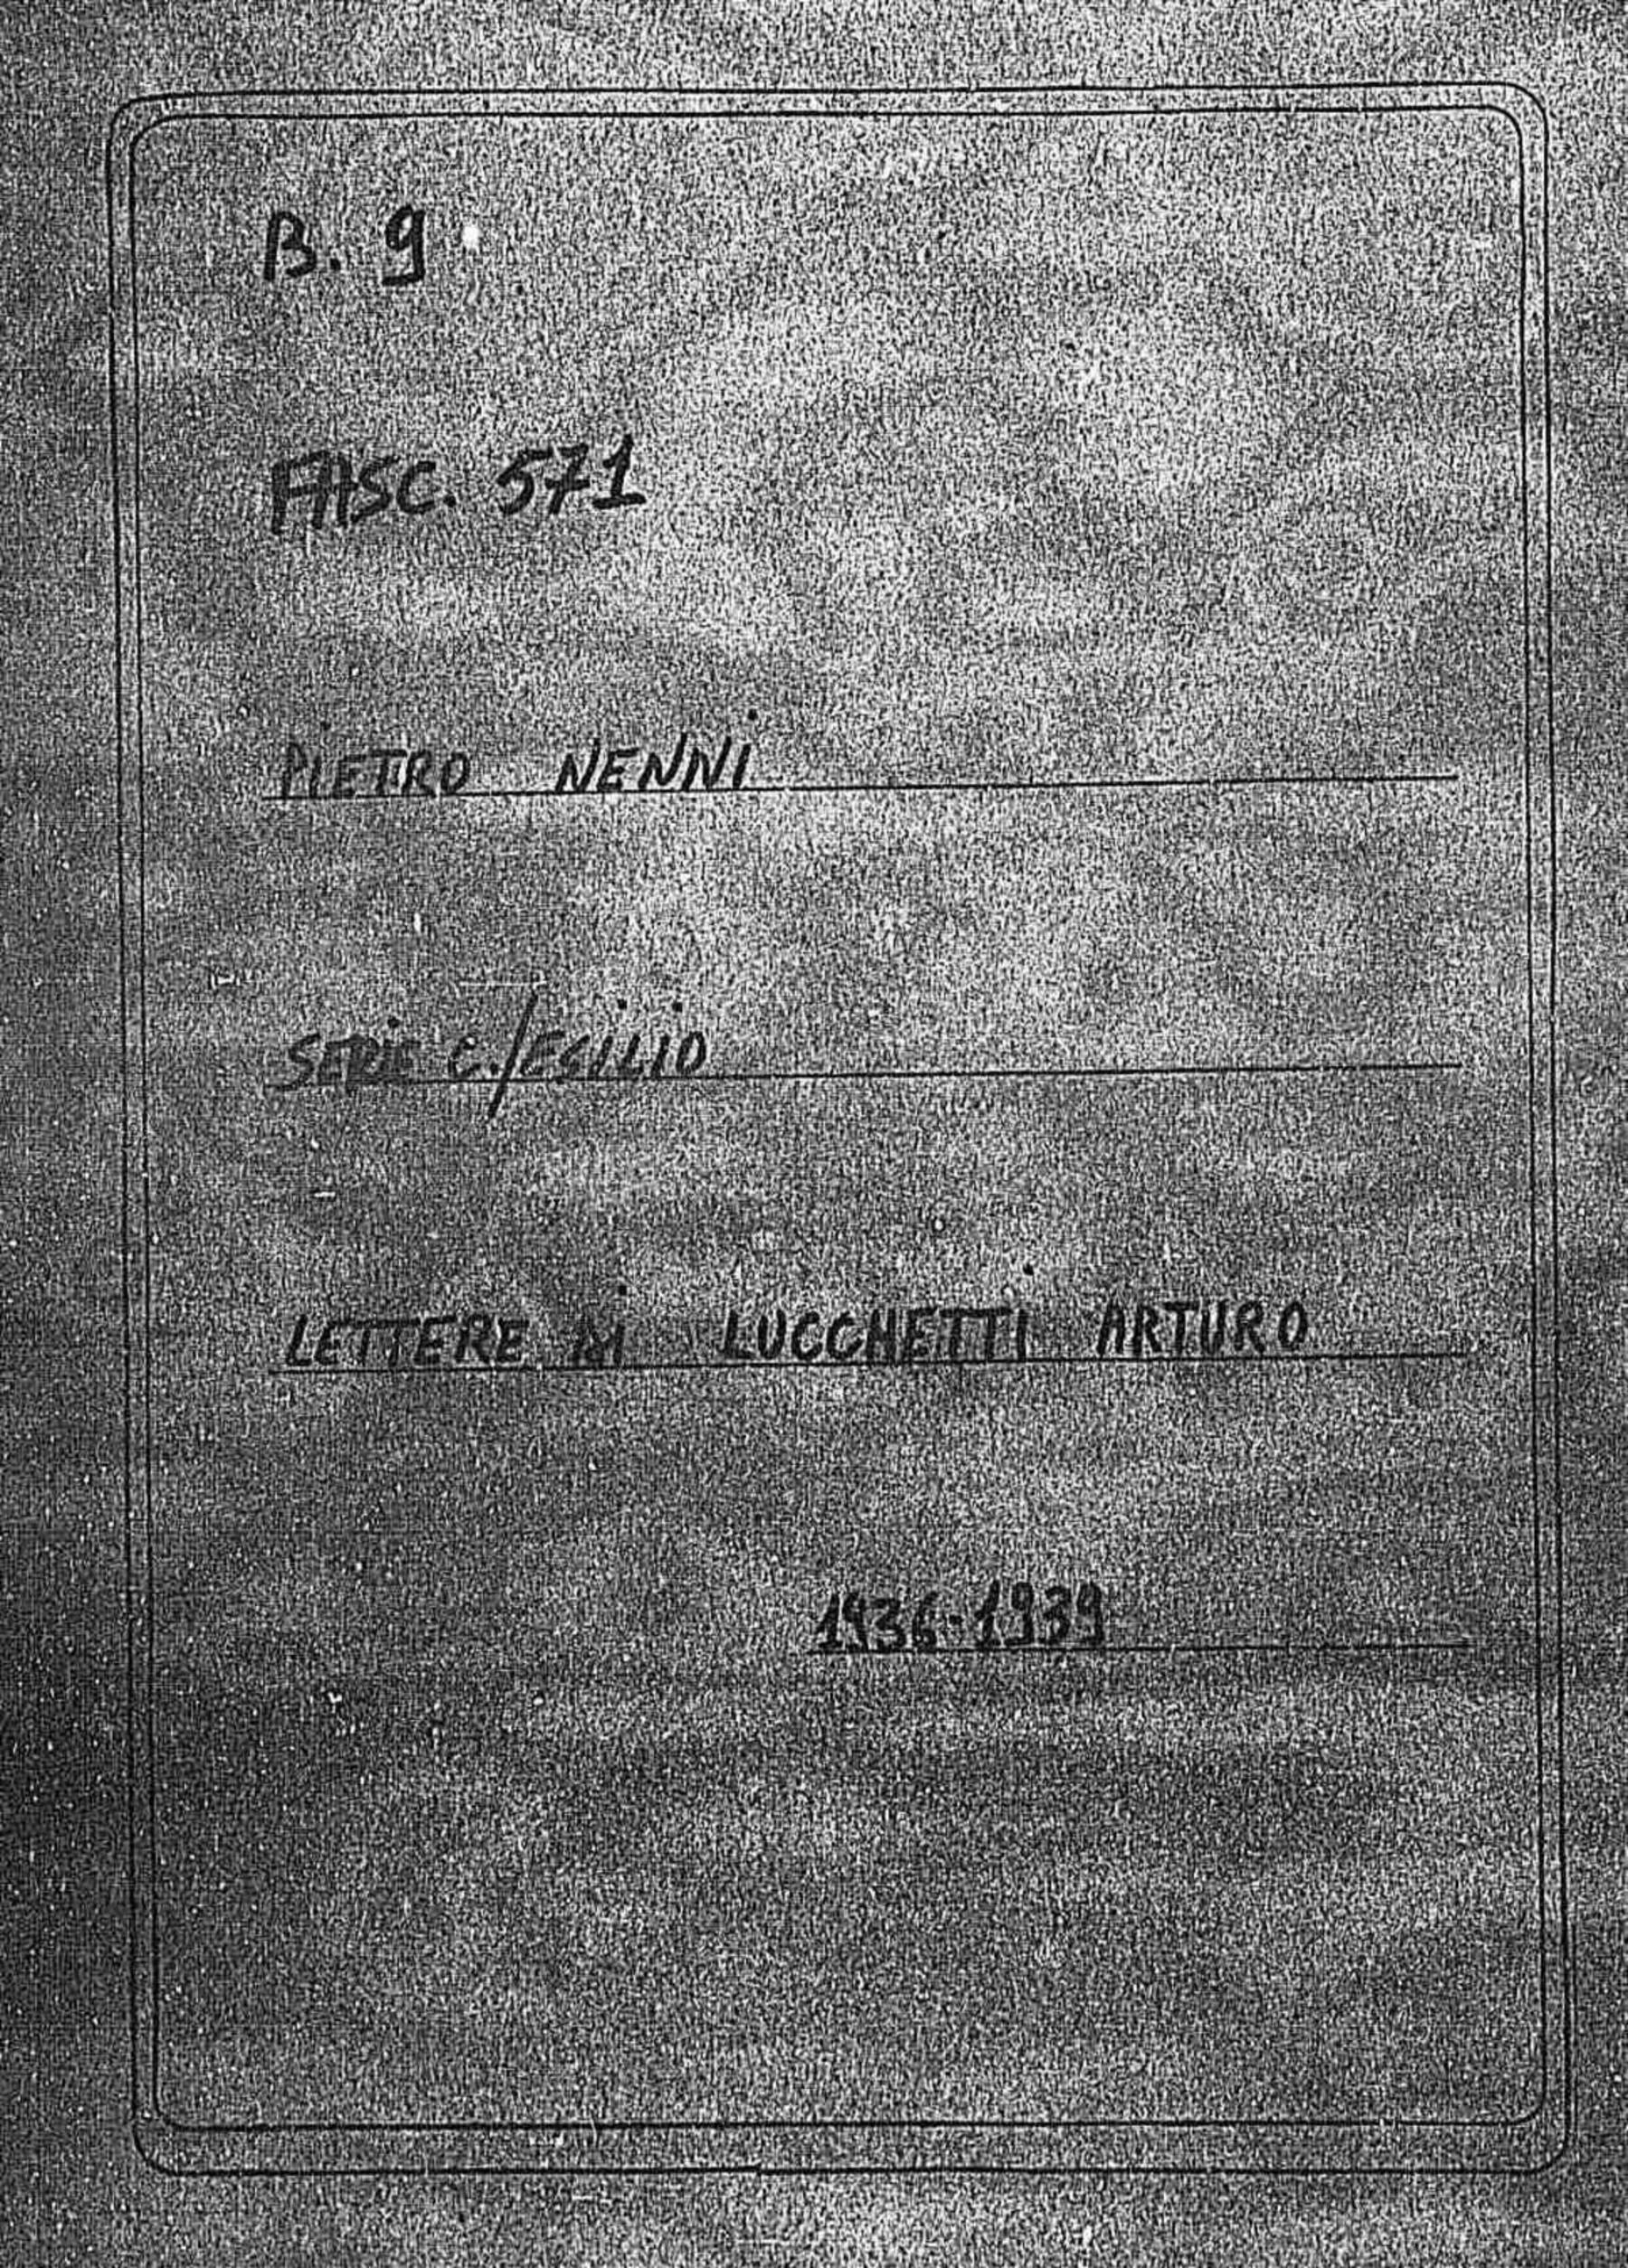 B. 9
FASC. 571
PIETRO NENNI
SERIE C./ESILIO
LETTERE DI LUCCHETTI ARTURO
1936-1939